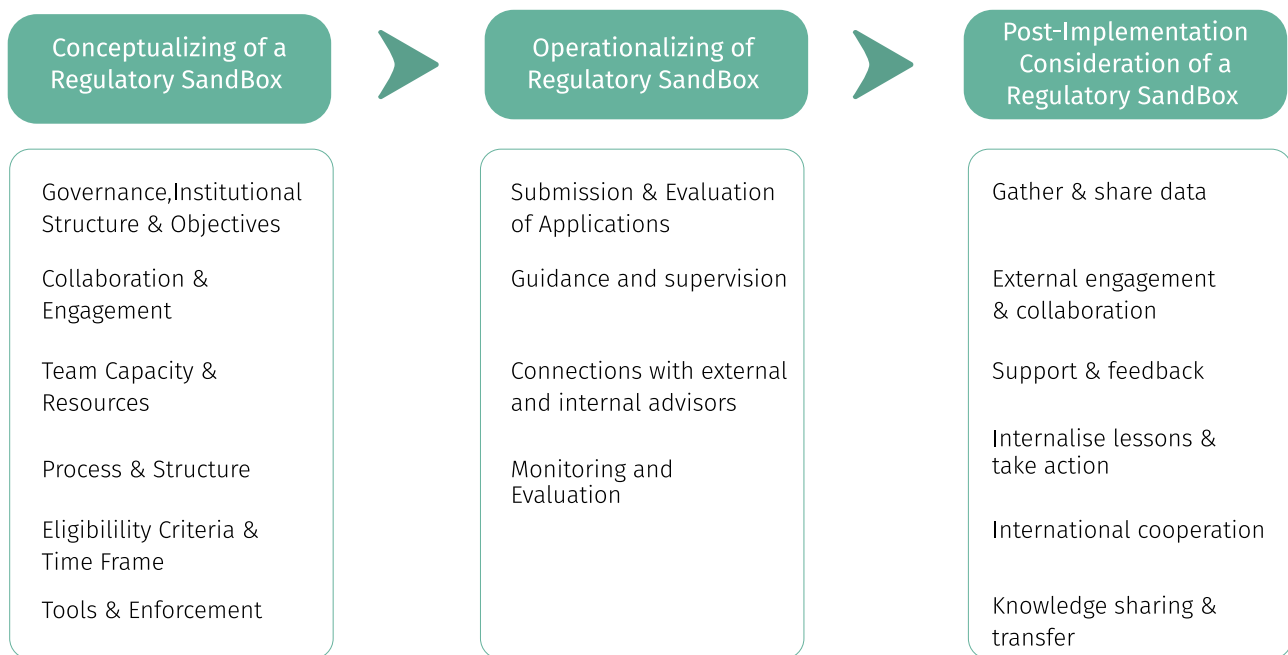 Conceptualizing of a
Regulatory SandBox
Governance,Institutional
Structure & Objectives
Collaboration &
Engagement
Team Capacity &
Resources
Process & Structure
Eligibilility Criteria &
Time Frame
Tools & Enforcement
Operationalizing of
Regulatory SandBox
Submission & Evaluation
of Applications
Guidance and supervision
Connections with external
and internal advisors
Monitoring and
Evaluation
Post-Implementation
Consideration of a
Regulatory SandBox
Gather & share data
External engagement
& collaboration
Support & feedback
Internalise lessons &
take action
International cooperation
Knowledge sharing &
transfer